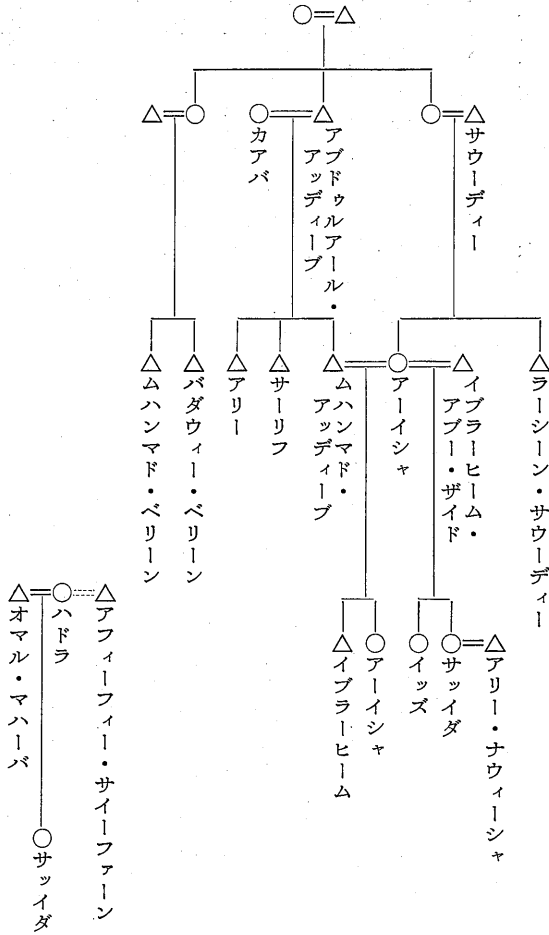 サウーディー
アブドゥルアール・
アッディーブ
カアバ
ラーシーン・サウーディー
イブラーヒーム・
アブー・ザイド
アーイシャ
ムハンマド・
アッディーブ
サーリフ
アリー
バダウィー・ベリーン
ムハンマド・ベリーン
アリー・ナウィーシャ
サッイダ
イッズ
アーイシャ
イブラーヒーム
アフィーフィー・サイーファーン
ハドラ
オマル・マハーバ
サッイダ